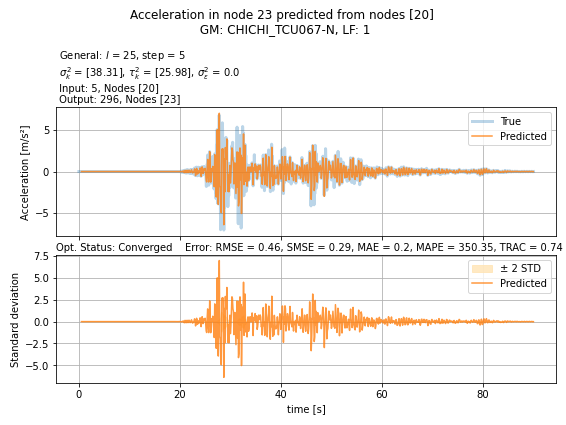 Acceleration in node 23 predicted from nodes [20]
GM: CHICHI_TCU067-N, LF: 1
General: l = 25, step = 5
σ²ₖ = [38.31], τ²ₖ = [25.98], σ²ε = 0.0
Input: 5, Nodes [20]
Output: 296, Nodes [23]
Acceleration [m/s²]
5
0
−5
True
Predicted
Opt. Status: Converged Error: RMSE = 0.46, SMSE = 0.29, MAE = 0.2, MAPE = 350.35, TRAC = 0.74
Standard deviation
7.5
5.0
2.5
0.0
−2.5
−5.0
± 2 STD
Predicted
0 20 40 60 80
time [s]